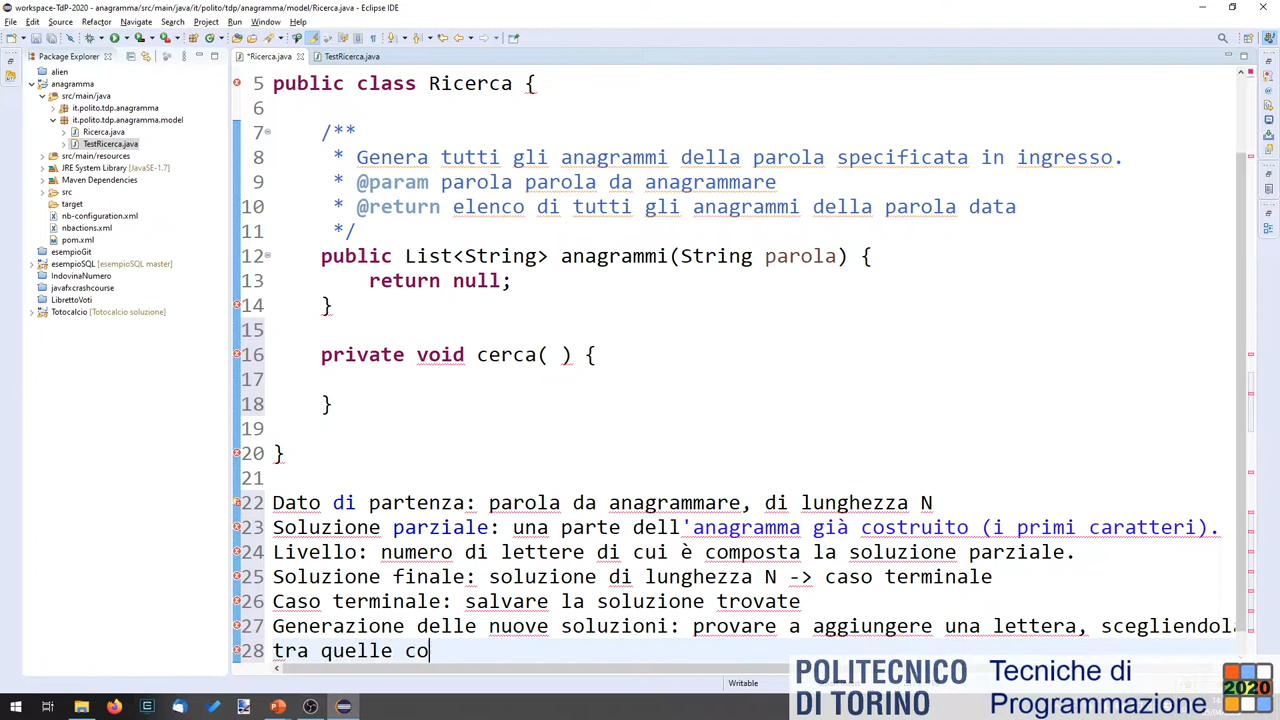 workspace-TdP-2020 - anagramma/src/main/java/it/polito/tdp/anagramma/model/Ricerca.java - Eclipse IDE
File Edit Source Refactor Navigate Search Project Run Window Help
Package Explorer
*Ricerca.java
TestRicerca.java
alien
anagramma
src/main/java
it.polito.tdp.anagramma
it.polito.tdp.anagramma.model
Ricerca.java
TestRicerca.java
src/main/resources
JRE System Library [JavaSE-1.7]
Maven Dependencies
src
target
nb-configuration.xml
nbactions.xml
pom.xml
esempioGit
esempioSQL [esempioSQL master]
IndovinaNumero
javafxcrashcourse
LibrettoVoti
Totocalcio [Totocalcio soluzione]
5 public class Ricerca {
6
7 /**
8 * Genera tutti gli anagrammi della parola specificata in ingresso.
9 * @param parola parola da anagrammare
10 * @return elenco di tutti gli anagrammi della parola data
11 */
12 public List<String> anagrammi(String parola) {
13 return null;
14 }
15
16 private void cerca( ) {
17
18 }
19
20 }
21
22 Dato di partenza: parola da anagrammare, di lunghezza N
23 Soluzione parziale: una parte dell'anagramma già costruito (i primi caratteri).
24 Livello: numero di lettere di cui è composta la soluzione parziale.
25 Soluzione finale: soluzione di lunghezza N -> caso terminale
26 Caso terminale: salvare la soluzione trovate
27 Generazione delle nuove soluzioni: provare a aggiungere una lettera, scegliendola
28 tra quelle co
Writable
POLITECNICO
DI TORINO
Tecniche di
Programmazione
2020